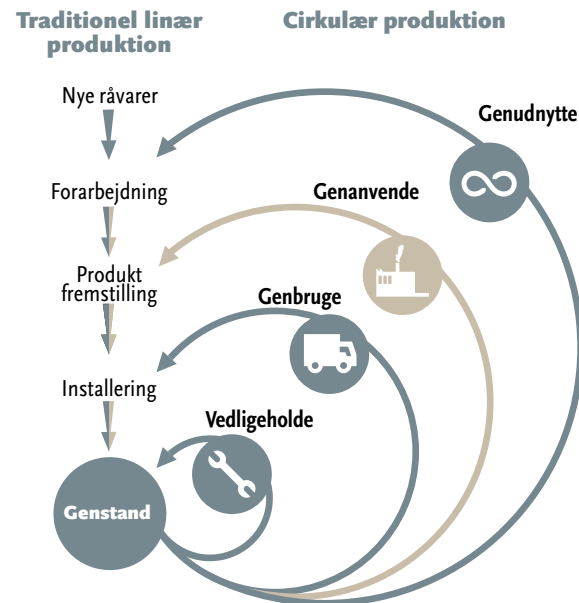 Traditionel linær
produktion
Cirkulær produktion
Nye råvarer
Genudnytte
Forarbejdning
Genanvende
Produkt
fremstilling
Genbruge
Installering
Vedligeholde
Genstand